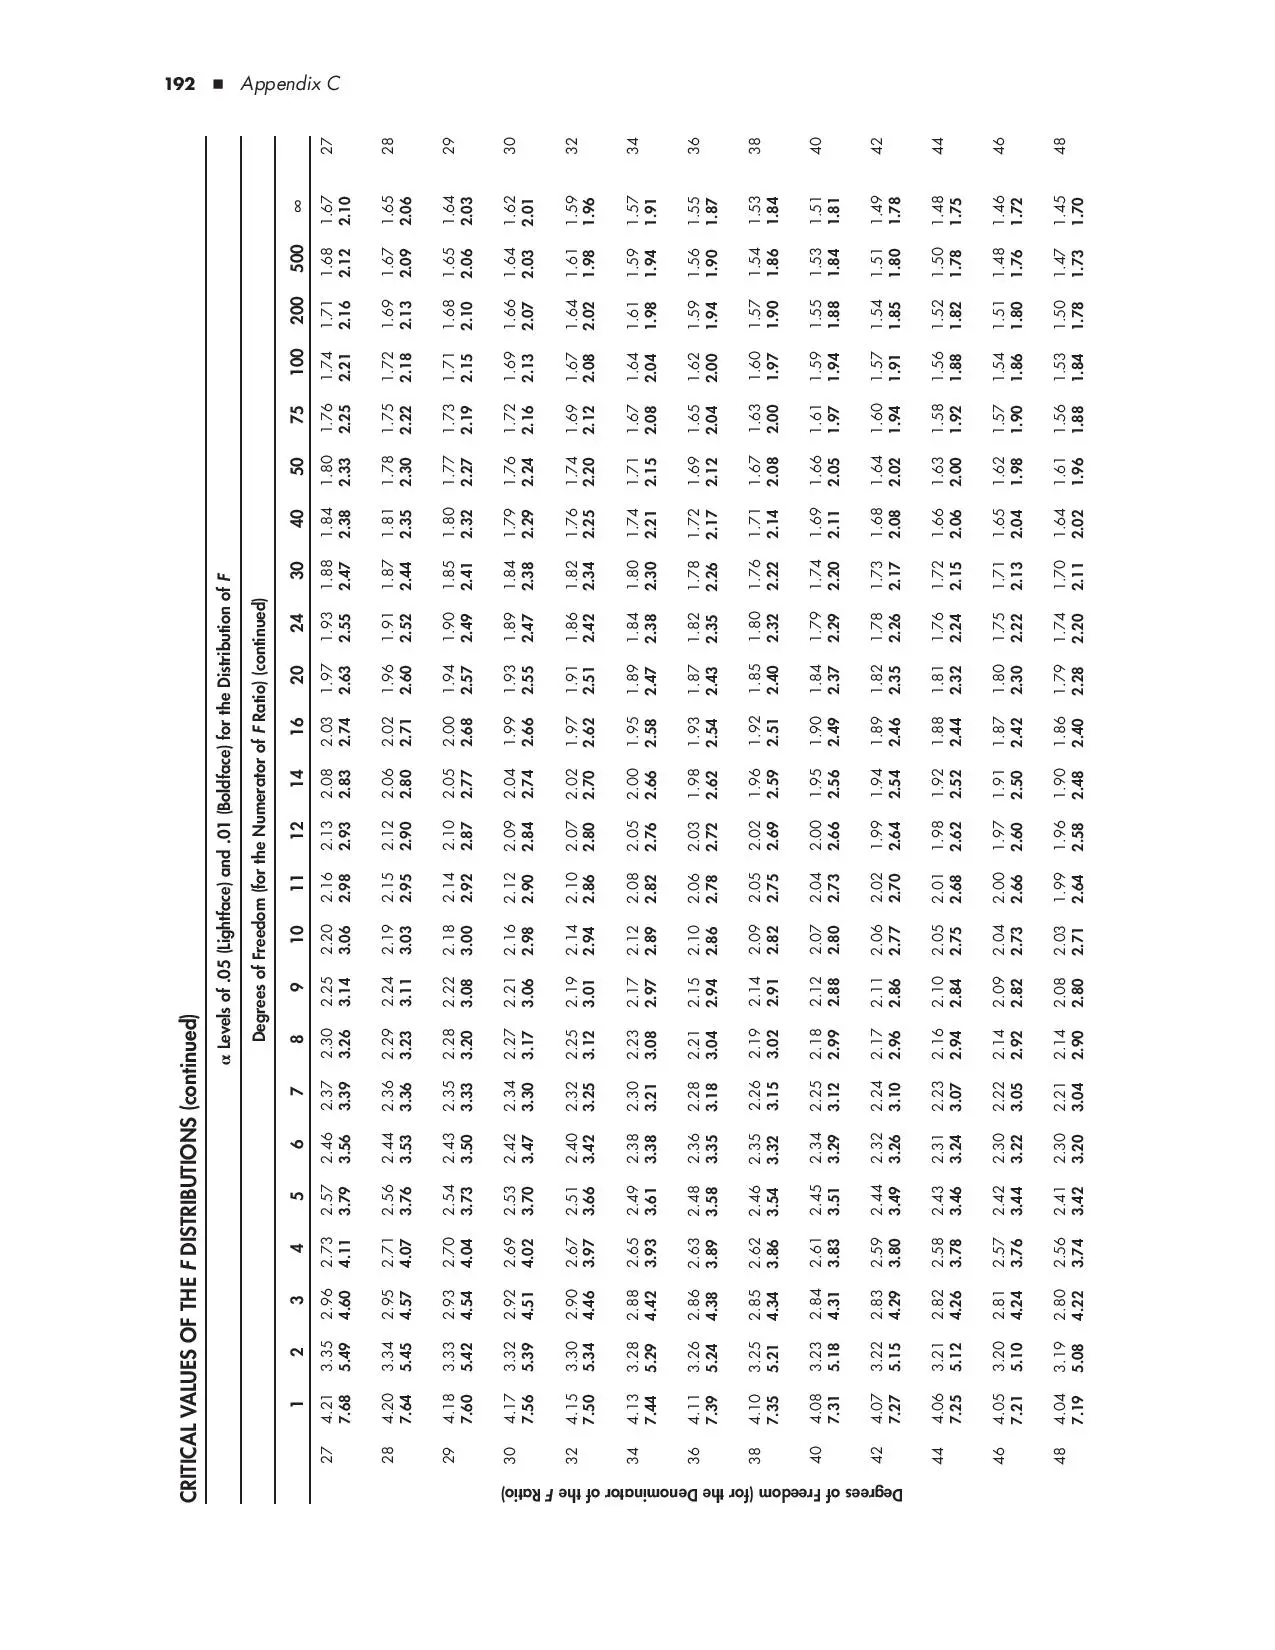 192 ■ Appendix C
CRITICAL VALUES OF THE F DISTRIBUTIONS (continued)
α Levels of .05 (Lightface) and .01 (Boldface) for the Distribution of F
Degrees of Freedom (for the Numerator of F Ratio) (continued)
1 2 3 4 5 6 7 8 9 10 11 12 14 16 20 24 30 40 50 75 100 200 500 ∞
27 4.21 3.35 2.96 2.73 2.57 2.46 2.37 2.30 2.25 2.20 2.16 2.13 2.08 2.03 1.97 1.93 1.88 1.84 1.80 1.76 1.74 1.71 1.68 1.67 27
7.68 5.49 4.60 4.11 3.79 3.56 3.39 3.26 3.14 3.06 2.98 2.93 2.83 2.74 2.63 2.55 2.47 2.38 2.33 2.25 2.21 2.16 2.12 2.10
28 4.20 3.34 2.95 2.71 2.56 2.44 2.36 2.29 2.24 2.19 2.15 2.12 2.06 2.02 1.96 1.91 1.87 1.81 1.78 1.75 1.72 1.69 1.67 1.65 28
7.64 5.45 4.57 4.07 3.76 3.53 3.36 3.23 3.11 3.03 2.95 2.90 2.80 2.71 2.60 2.52 2.44 2.35 2.30 2.22 2.18 2.13 2.09 2.06
29 4.18 3.33 2.93 2.70 2.54 2.43 2.35 2.28 2.22 2.18 2.14 2.10 2.05 2.00 1.94 1.90 1.85 1.80 1.77 1.73 1.71 1.68 1.65 1.64 29
7.60 5.42 4.54 4.04 3.73 3.50 3.33 3.20 3.08 3.00 2.92 2.87 2.77 2.68 2.57 2.49 2.41 2.32 2.27 2.19 2.15 2.10 2.06 2.03
30 4.17 3.32 2.92 2.69 2.53 2.42 2.34 2.27 2.21 2.16 2.12 2.09 2.04 1.99 1.93 1.89 1.84 1.79 1.76 1.72 1.69 1.66 1.64 1.62 30
7.56 5.39 4.51 4.02 3.70 3.47 3.30 3.17 3.06 2.98 2.90 2.84 2.74 2.66 2.55 2.47 2.38 2.29 2.24 2.16 2.13 2.07 2.03 2.01
32 4.15 3.30 2.90 2.67 2.51 2.40 2.32 2.25 2.19 2.14 2.10 2.07 2.02 1.97 1.91 1.86 1.82 1.76 1.74 1.69 1.67 1.64 1.61 1.59 32
7.50 5.34 4.46 3.97 3.66 3.42 3.25 3.12 3.01 2.94 2.86 2.80 2.70 2.62 2.51 2.42 2.34 2.25 2.20 2.12 2.08 2.02 1.98 1.96
34 4.13 3.28 2.88 2.65 2.49 2.38 2.30 2.23 2.17 2.12 2.08 2.05 2.00 1.95 1.89 1.84 1.80 1.74 1.71 1.67 1.64 1.61 1.59 1.57 34
7.44 5.29 4.42 3.93 3.61 3.38 3.21 3.08 2.97 2.89 2.82 2.76 2.66 2.58 2.47 2.38 2.30 2.21 2.15 2.08 2.04 1.98 1.94 1.91
36 4.11 3.26 2.86 2.63 2.48 2.36 2.28 2.21 2.15 2.10 2.06 2.03 1.98 1.93 1.87 1.82 1.78 1.72 1.69 1.65 1.62 1.59 1.56 1.55 36
7.39 5.24 4.38 3.89 3.58 3.35 3.18 3.04 2.94 2.86 2.78 2.72 2.62 2.54 2.43 2.35 2.26 2.17 2.12 2.04 2.00 1.94 1.90 1.87
38 4.10 3.25 2.85 2.62 2.46 2.35 2.26 2.19 2.14 2.09 2.05 2.02 1.96 1.92 1.85 1.80 1.76 1.71 1.67 1.63 1.60 1.57 1.54 1.53 38
7.35 5.21 4.34 3.86 3.54 3.32 3.15 3.02 2.91 2.82 2.75 2.69 2.59 2.51 2.40 2.32 2.22 2.14 2.08 2.00 1.97 1.90 1.86 1.84
40 4.08 3.23 2.84 2.61 2.45 2.34 2.25 2.18 2.12 2.07 2.04 2.00 1.95 1.90 1.84 1.79 1.74 1.69 1.66 1.61 1.59 1.55 1.53 1.51 40
7.31 5.18 4.31 3.83 3.51 3.29 3.12 2.99 2.88 2.80 2.73 2.66 2.56 2.49 2.37 2.29 2.20 2.11 2.05 1.97 1.94 1.88 1.84 1.81
42 4.07 3.22 2.83 2.59 2.44 2.32 2.24 2.17 2.11 2.06 2.02 1.99 1.94 1.89 1.82 1.78 1.73 1.68 1.64 1.60 1.57 1.54 1.51 1.49 42
7.27 5.15 4.29 3.80 3.49 3.26 3.10 2.96 2.86 2.77 2.70 2.64 2.54 2.46 2.35 2.26 2.17 2.08 2.02 1.94 1.91 1.85 1.80 1.78
44 4.06 3.21 2.82 2.58 2.43 2.31 2.23 2.16 2.10 2.05 2.01 1.98 1.92 1.88 1.81 1.76 1.72 1.66 1.63 1.58 1.56 1.52 1.50 1.48 44
7.25 5.12 4.26 3.78 3.46 3.24 3.07 2.94 2.84 2.75 2.68 2.62 2.52 2.44 2.32 2.24 2.15 2.06 2.00 1.92 1.88 1.82 1.78 1.75
46 4.05 3.20 2.81 2.57 2.42 2.30 2.22 2.14 2.09 2.04 2.00 1.97 1.91 1.87 1.80 1.75 1.71 1.65 1.62 1.57 1.54 1.51 1.48 1.46 46
7.21 5.10 4.24 3.76 3.44 3.22 3.05 2.92 2.82 2.73 2.66 2.60 2.50 2.42 2.30 2.22 2.13 2.04 1.98 1.90 1.86 1.80 1.76 1.72
48 4.04 3.19 2.80 2.56 2.41 2.30 2.21 2.14 2.08 2.03 1.99 1.96 1.90 1.86 1.79 1.74 1.70 1.64 1.61 1.56 1.53 1.50 1.47 1.45 48
7.19 5.08 4.22 3.74 3.42 3.20 3.04 2.90 2.80 2.71 2.64 2.58 2.48 2.40 2.28 2.20 2.11 2.02 1.96 1.88 1.84 1.78 1.73 1.70
Degrees of Freedom (for the Denominator of the F Ratio)